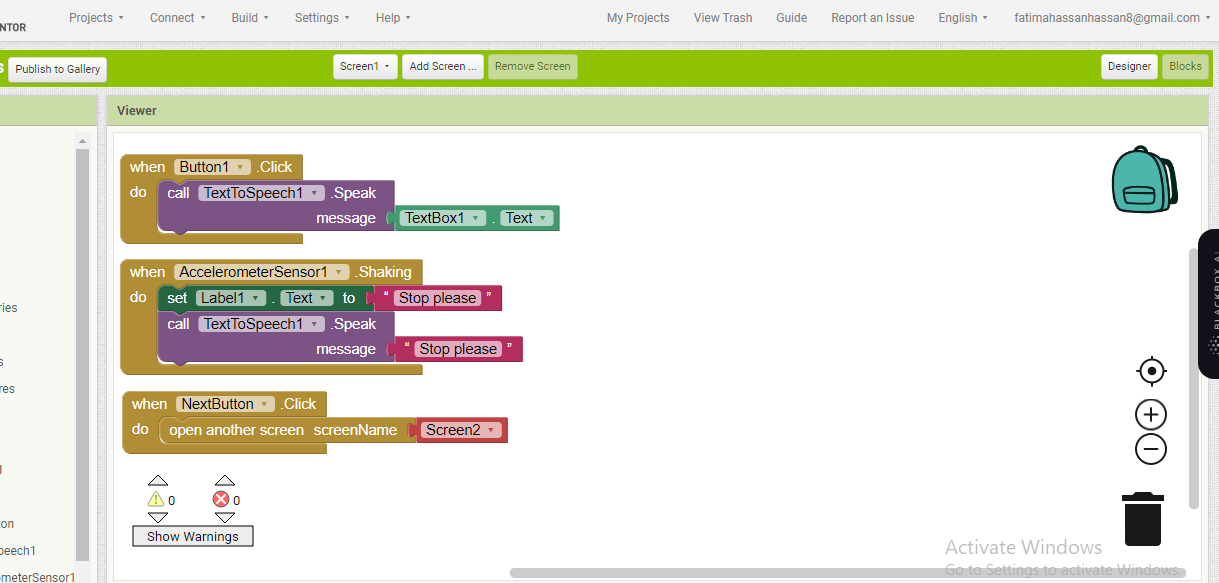 Projects Connect Build Settings Help My Projects View Trash Guide Report an Issue English fatimahassanhassan8@gmail.com
NTOR
S Publish to Gallery Screen1 Add Screen ... Remove Screen Designer Blocks
Viewer
when Button1 .Click
do call TextToSpeech1 .Speak
message TextBox1 . Text
when AccelerometerSensor1 .Shaking
do set Label1 . Text to " Stop please "
call TextToSpeech1 .Speak
message " Stop please "
when NextButton .Click
do open another screen screenName Screen2
0 0
Show Warnings
ries
s
res
l
ton
peech1
ometerSensor1
BLACKBOX AI
Activate Windows
Go to Settings to activate Windows.